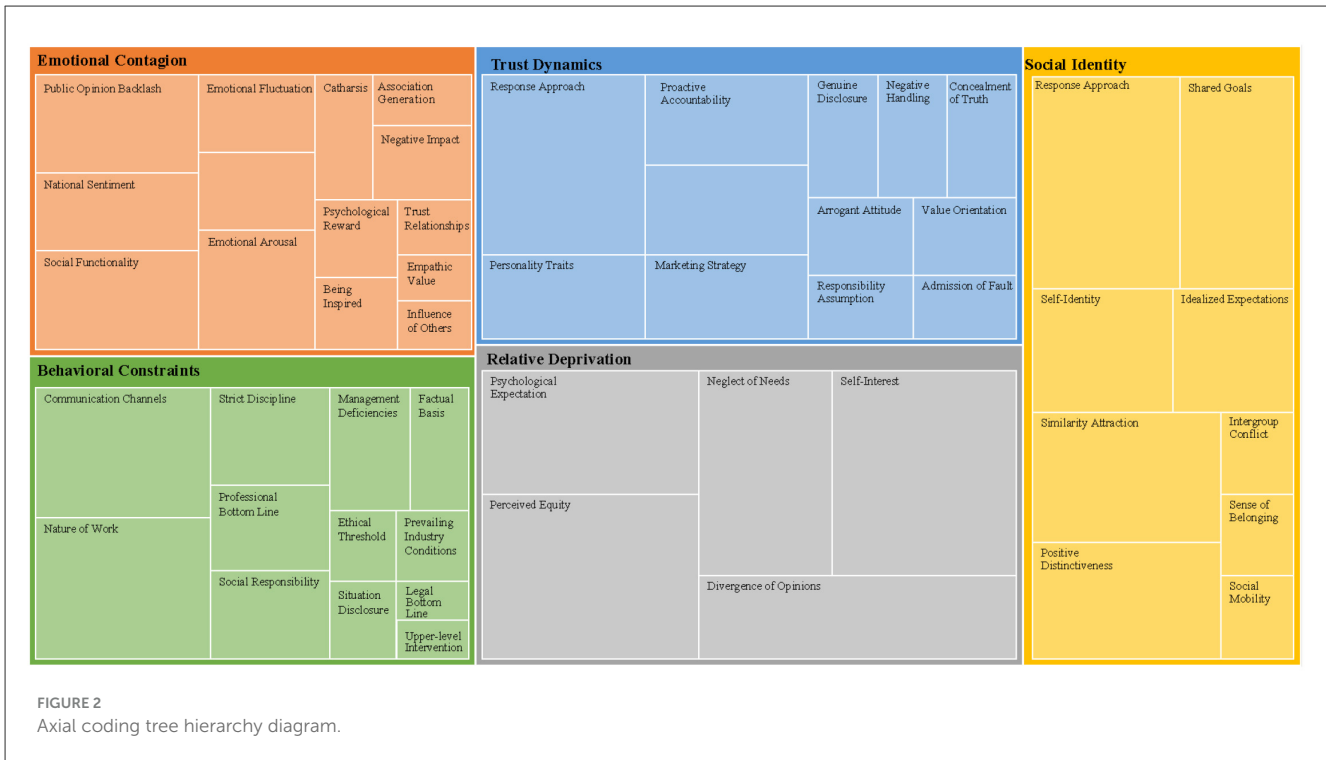 Emotional Contagion
Public Opinion Backlash
Emotional Fluctuation
Catharsis
Association
Generation
Negative Impact
National Sentiment
Psychological
Reward
Trust
Relationships
Emotional Arousal
Social Functionality
Empathic
Value
Being
Inspired
Influence
of Others
Trust Dynamics
Response Approach
Proactive
Accountability
Genuine
Disclosure
Negative
Handling
Concealment
of Truth
Arrogant Attitude
Value Orientation
Personality Traits
Marketing Strategy
Responsibility
Assumption
Admission of Fault
Social Identity
Response Approach
Shared Goals
Self-Identity
Idealized Expectations
Similarity Attraction
Intergroup
Conflict
Sense of
Belonging
Positive
Distinctiveness
Social
Mobility
Behavioral Constraints
Communication Channels
Strict Discipline
Management
Deficiencies
Factual
Basis
Professional
Bottom Line
Nature of Work
Ethical
Threshold
Prevailing
Industry
Conditions
Social Responsibility
Situation
Disclosure
Legal
Bottom
Line
Upper-level
Intervention
Relative Deprivation
Psychological
Expectation
Neglect of Needs
Self-Interest
Perceived Equity
Divergence of Opinions
FIGURE 2
Axial coding tree hierarchy diagram.